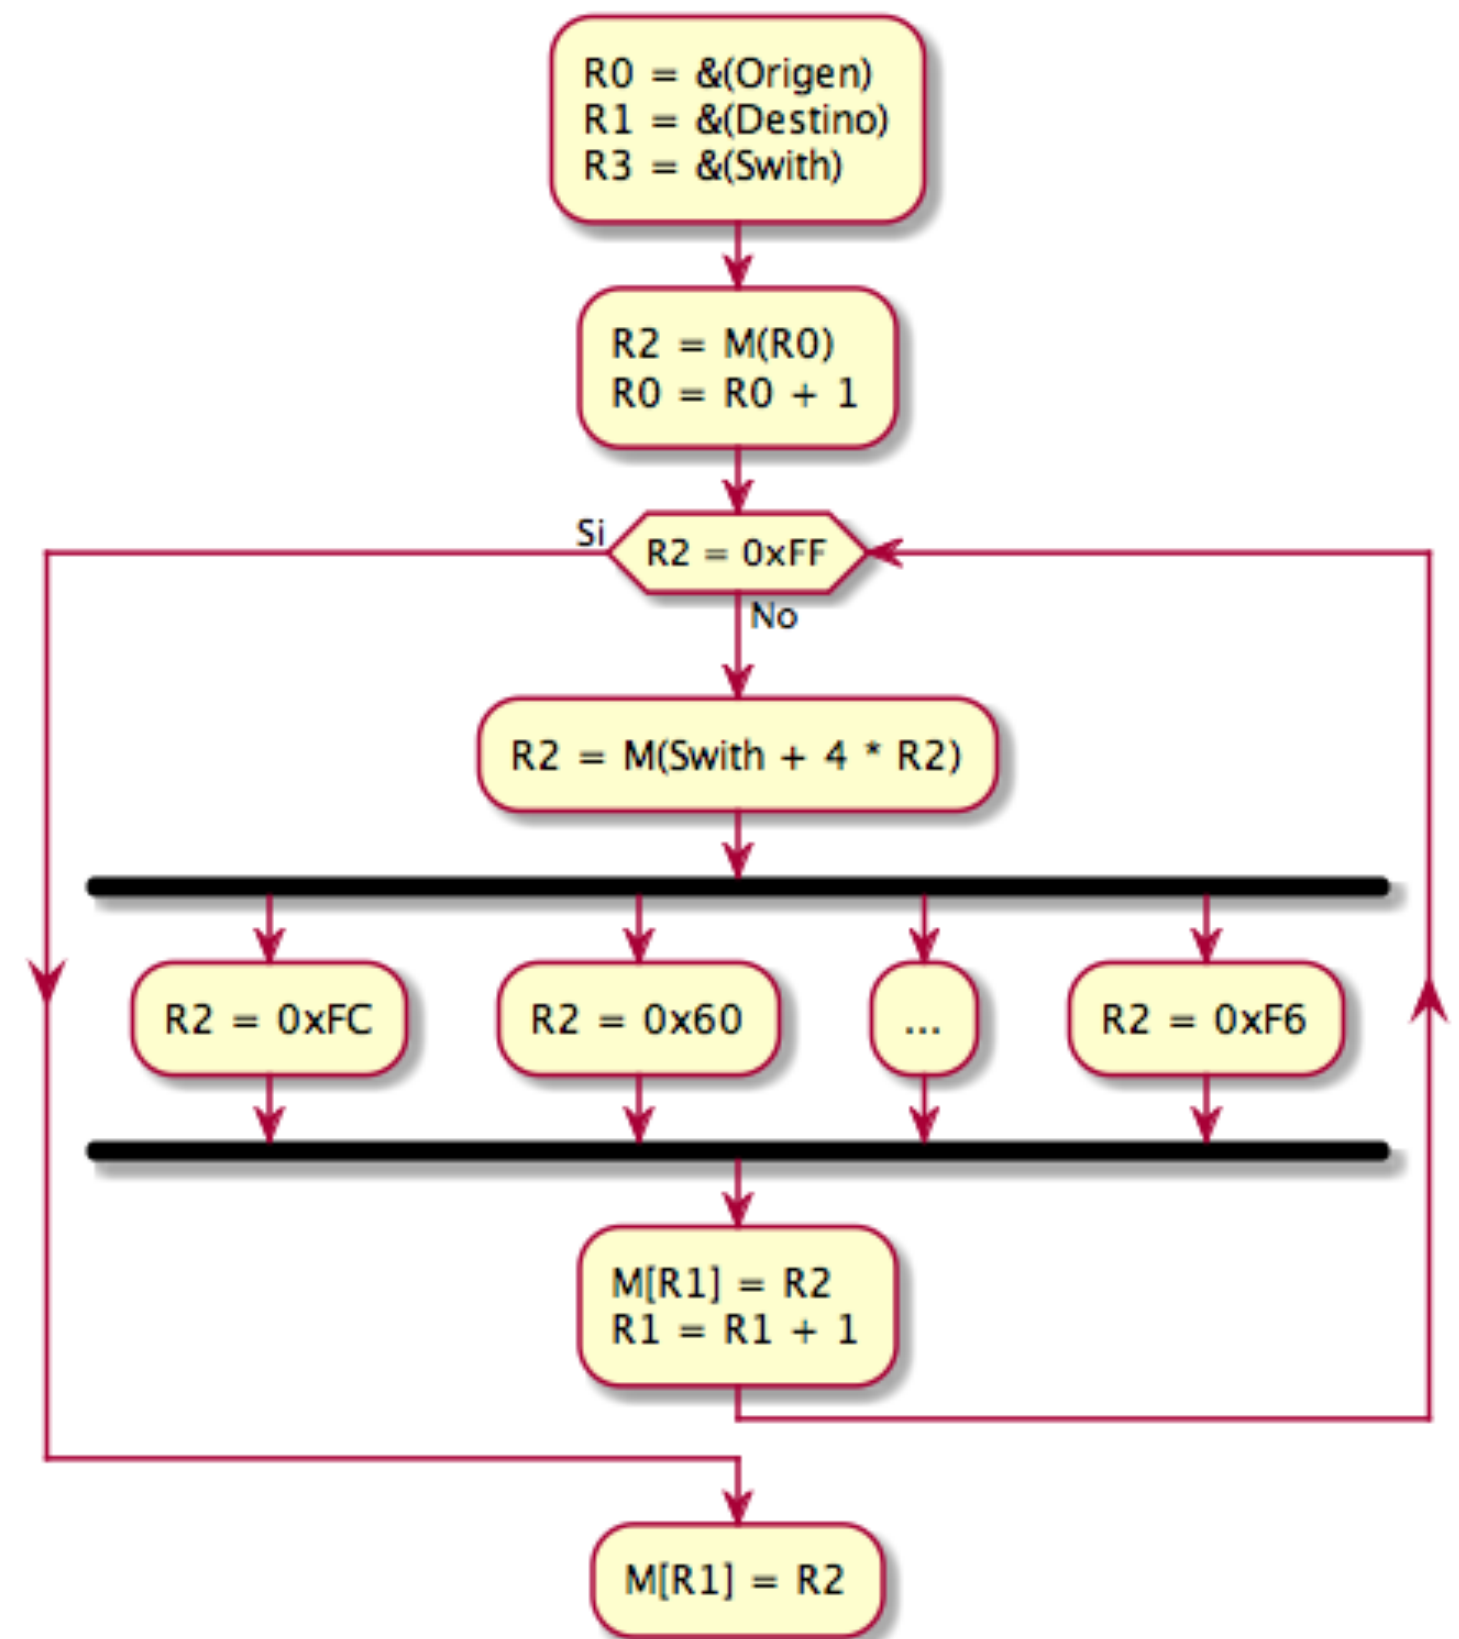 R0 = &(Origen)
R1 = &(Destino)
R3 = &(Swith)
R2 = M(R0)
R0 = R0 + 1
Si
R2 = 0xFF
No
R2 = M(Swith + 4 * R2)
R2 = 0xFC
R2 = 0x60
...
R2 = 0xF6
M[R1] = R2
R1 = R1 + 1
M[R1] = R2